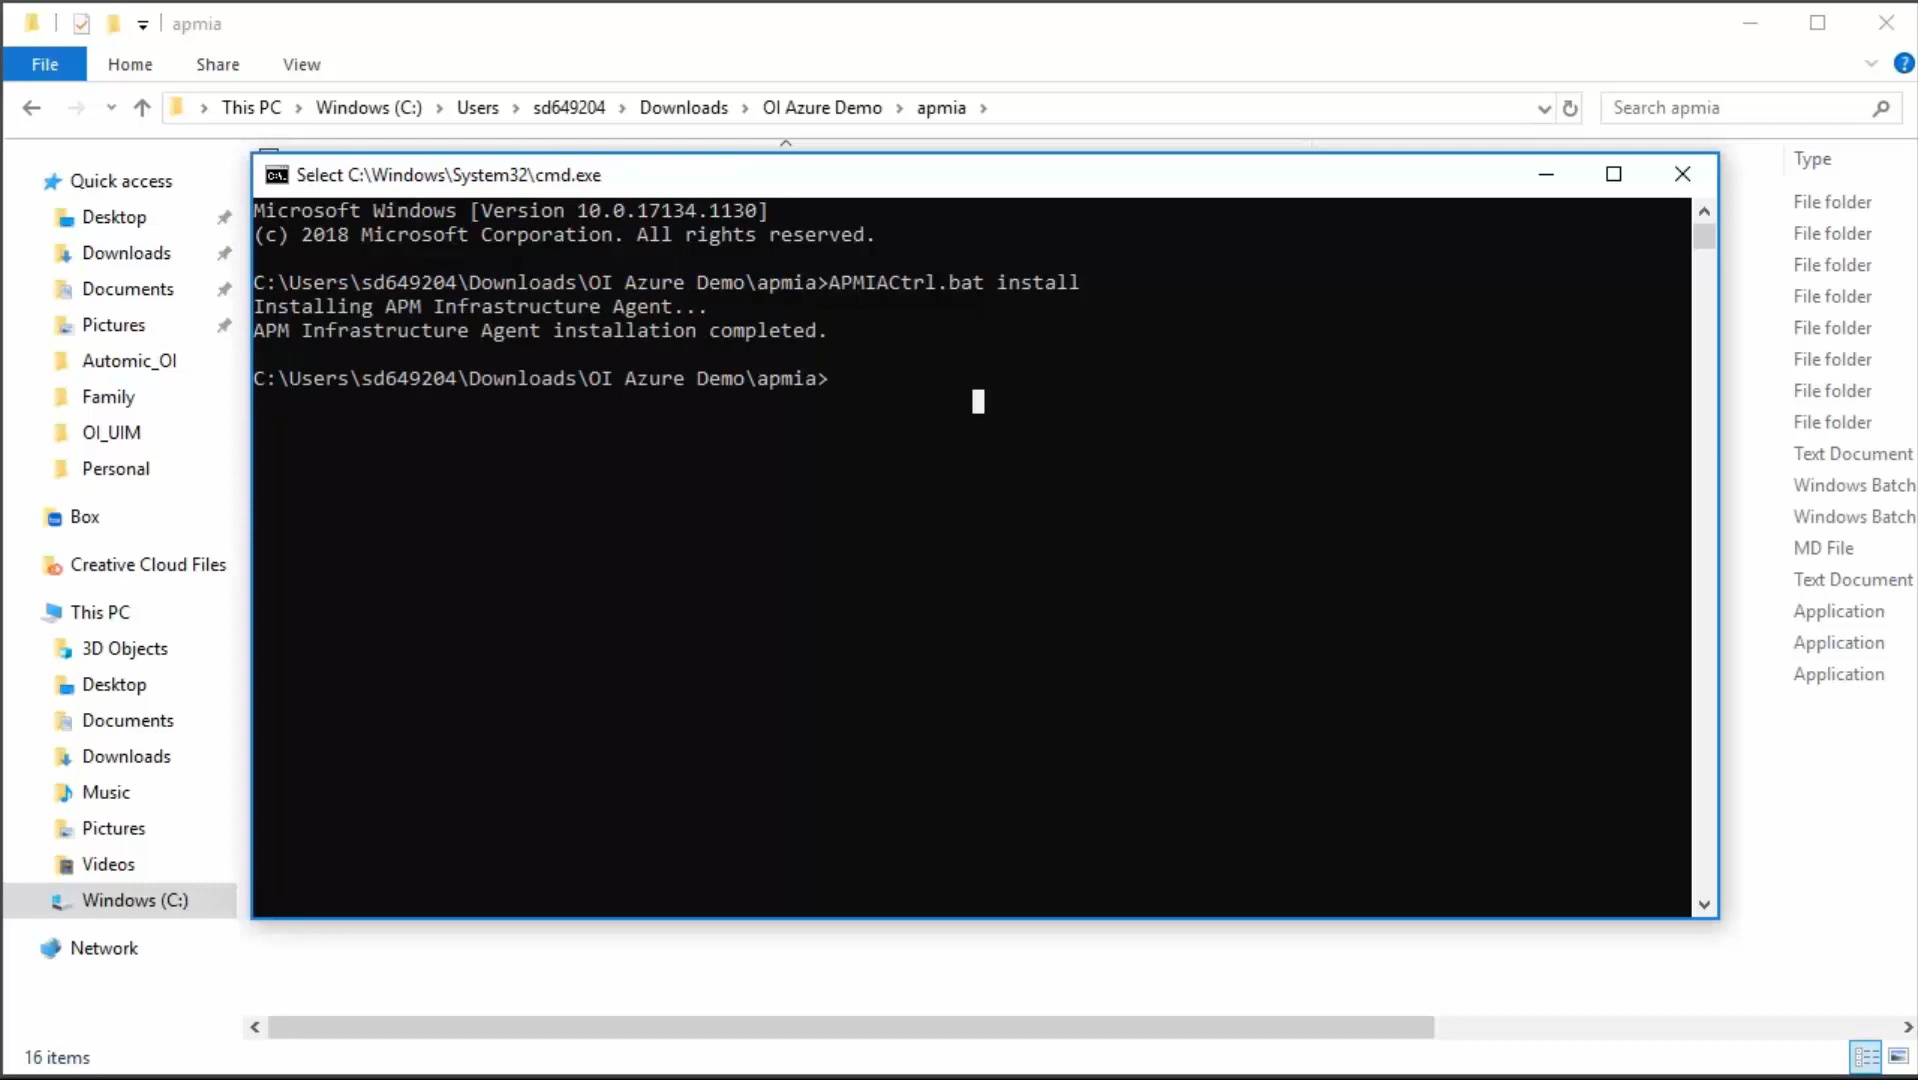 apmia
File Home Share View
This PC > Windows (C:) > Users > sd649204 > Downloads > OI Azure Demo > apmia >
Search apmia
Type
Select C:\Windows\System32\cmd.exe
Microsoft Windows [Version 10.0.17134.1130]
(c) 2018 Microsoft Corporation. All rights reserved.
C:\Users\sd649204\Downloads\OI Azure Demo\apmia>APMIACtrl.bat install
Installing APM Infrastructure Agent...
APM Infrastructure Agent installation completed.
C:\Users\sd649204\Downloads\OI Azure Demo\apmia>
Quick access
Desktop
Downloads
Documents
Pictures
Automic_OI
Family
OI_UIM
Personal
Box
Creative Cloud Files
This PC
3D Objects
Desktop
Documents
Downloads
Music
Pictures
Videos
Windows (C:)
Network
File folder
File folder
File folder
File folder
File folder
File folder
File folder
File folder
Text Document
Windows Batch
Windows Batch
MD File
Text Document
Application
Application
Application
16 items